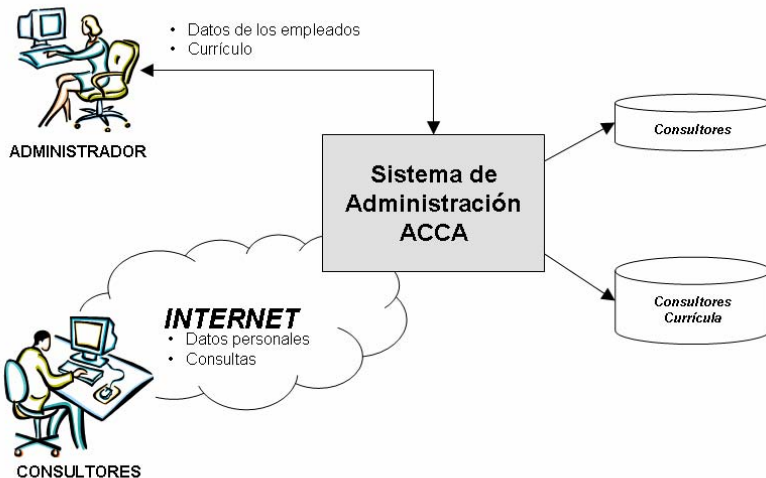 • Datos de los empleados
• Currículo
ADMINISTRADOR
Sistema de
Administración
ACCA
Consultores
Consultores
Currícula
INTERNET
• Datos personales
• Consultas
CONSULTORES